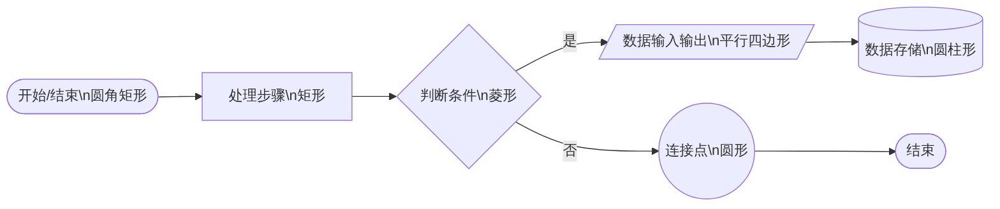 开始/结束\n圆角矩形
处理步骤\n矩形
判断条件\n菱形
是
数据输入输出\n平行四边形
数据存储\n圆柱形
否
连接点\n圆形
结束